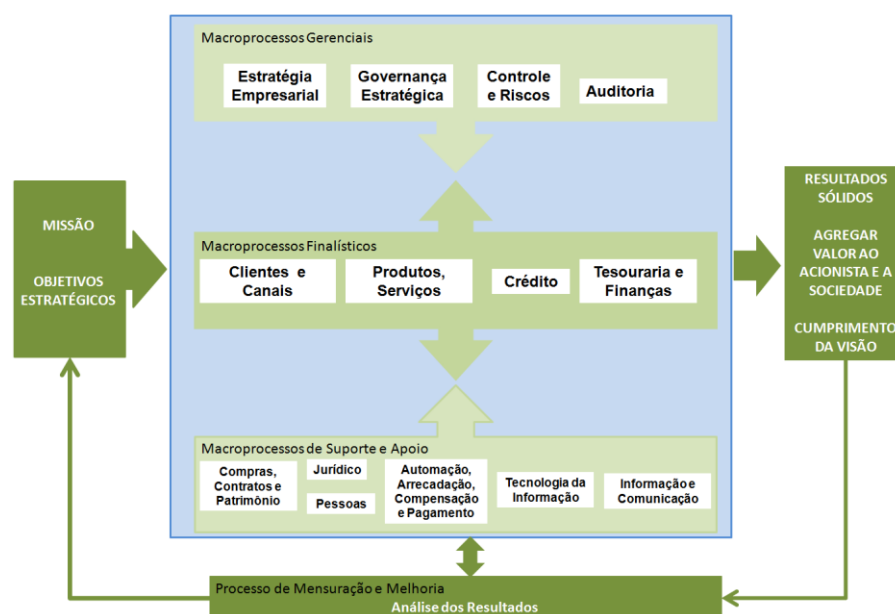 Macroprocessos Gerenciais
Estratégia
Empresarial
Governança
Estratégica
Controle
e Riscos
Auditoria
MISSÃO
OBJETIVOS
ESTRATÉGICOS
Macroprocessos Finalísticos
Clientes e
Canais
Produtos,
Serviços
Crédito
Tesouraria e
Finanças
RESULTADOS
SÓLIDOS
AGREGAR
VALOR AO
ACIONISTA E A
SOCIEDADE
CUMPRIMENTO
DA VISÃO
Macroprocessos de Suporte e Apoio
Compras,
Contratos e
Patrimônio
Jurídico
Pessoas
Automação,
Arrecadação,
Compensação
e Pagamento
Tecnologia da
Informação
Informação e
Comunicação
Processo de Mensuração e Melhoria
Análise dos Resultados